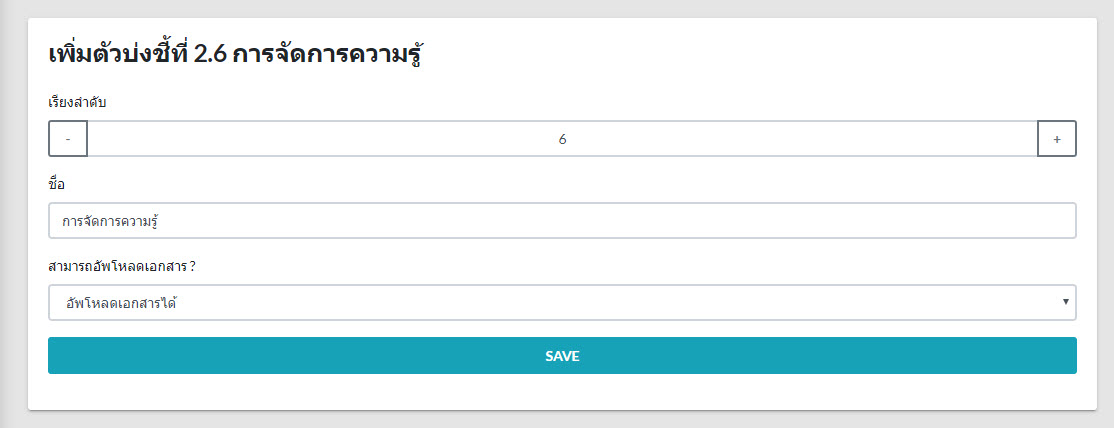 เพิ่มตัวบ่งชี้ที่ 2.6 การจัดการความรู้
เรียงลำดับ
- 6 +
ชื่อ
การจัดการความรู้
สามารถอัพโหลดเอกสาร ?
อัพโหลดเอกสารได้
SAVE